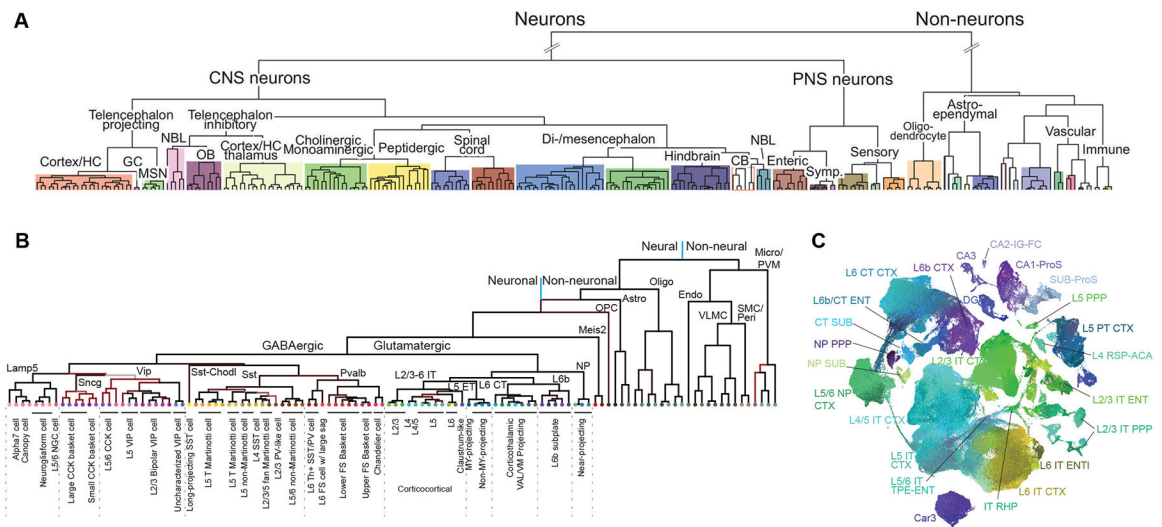 A
Neurons
Non-neurons
CNS neurons
PNS neurons
Telencephalon
projecting
NBL
Telencephalon
inhibitory
Cortex/HC
GC
MSN
OB
Cortex/HC
thalamus
Cholinergic
Monoaminergic
Peptidergic
Spinal
cord
Di-/mesencephalon
Hindbrain
CB
NBL
Enteric
Symp.
Sensory
Oligo-
dendrocyte
Astro-
ependymal
Vascular
Immune
B
Neural
Non-neural
Micro/
PVM
Neuronal
Non-neuronal
Oligo
Astro
OPC
Endo
VLMC
SMC/
Peri
Meis2
GABAergic
Glutamatergic
Lamp5
Sncg
Vip
Sst-Chodl
Sst
Pvalb
L2/3-6 IT
L5 ET
L6 CT
L6b
NP
Alpha7 cell
Canopy
Neurogliaform cell
L5/6 NGC cell
Large CCK basket cell
Small CCK basket cell
L5/6 CCK cell
L5 VIP cell
L2/3 Bipolar VIP cell
Uncharacterized VIP cell
Long-projecting SST cell
L5 T Martinotti cell
L5 T Martinotti cell
L5 non-Martinotti cell
L4 SST cell
L2/3/5 fan Martinotti cell
L2/3 PV-like cell
L5/6 non-Martinotti cell
L6 Th+ SST/PV cell
L6 FS cell w/ large sag
Lower FS Basket cell
Upper FS Basket cell
Chandelier cell
L2/3
L4
L4/5
L5
L6
Corticocortical
Claustrum-like
MY-projecting
Non-MY-projecting
Corticothalamic
VAL/VM Projecting
L6b subplate
Near-projecting
C
CA2-IG-FC
CA3
CA1-ProS
L6b CTX
L6 CT CTX
SUB-ProS
L6b/CT ENT
DG
L5 PPP
CT SUB
L5 PT CTX
NP PPP
L4 RSP-ACA
NP SUB
L2/3 IT CTX
L5/6 NP
CTX
L2/3 IT ENT
L4/5 IT CTX
L2/3 IT PPP
L5 IT
CTX
L6 IT ENTl
L5/6 IT
TPE-ENT
L6 IT CTX
IT RHP
Car3